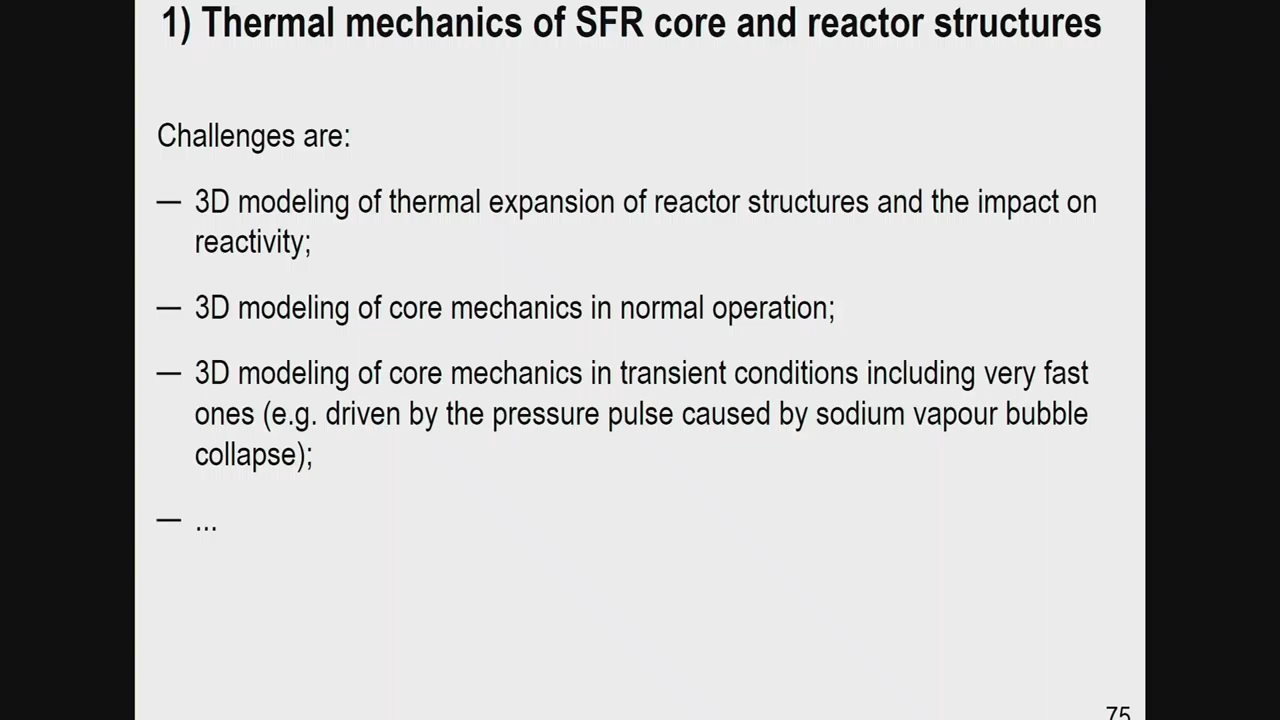 1) Thermal mechanics of SFR core and reactor structures
Challenges are:
— 3D modeling of thermal expansion of reactor structures and the impact on
reactivity;
— 3D modeling of core mechanics in normal operation;
— 3D modeling of core mechanics in transient conditions including very fast
ones (e.g. driven by the pressure pulse caused by sodium vapour bubble
collapse);
— ...
75